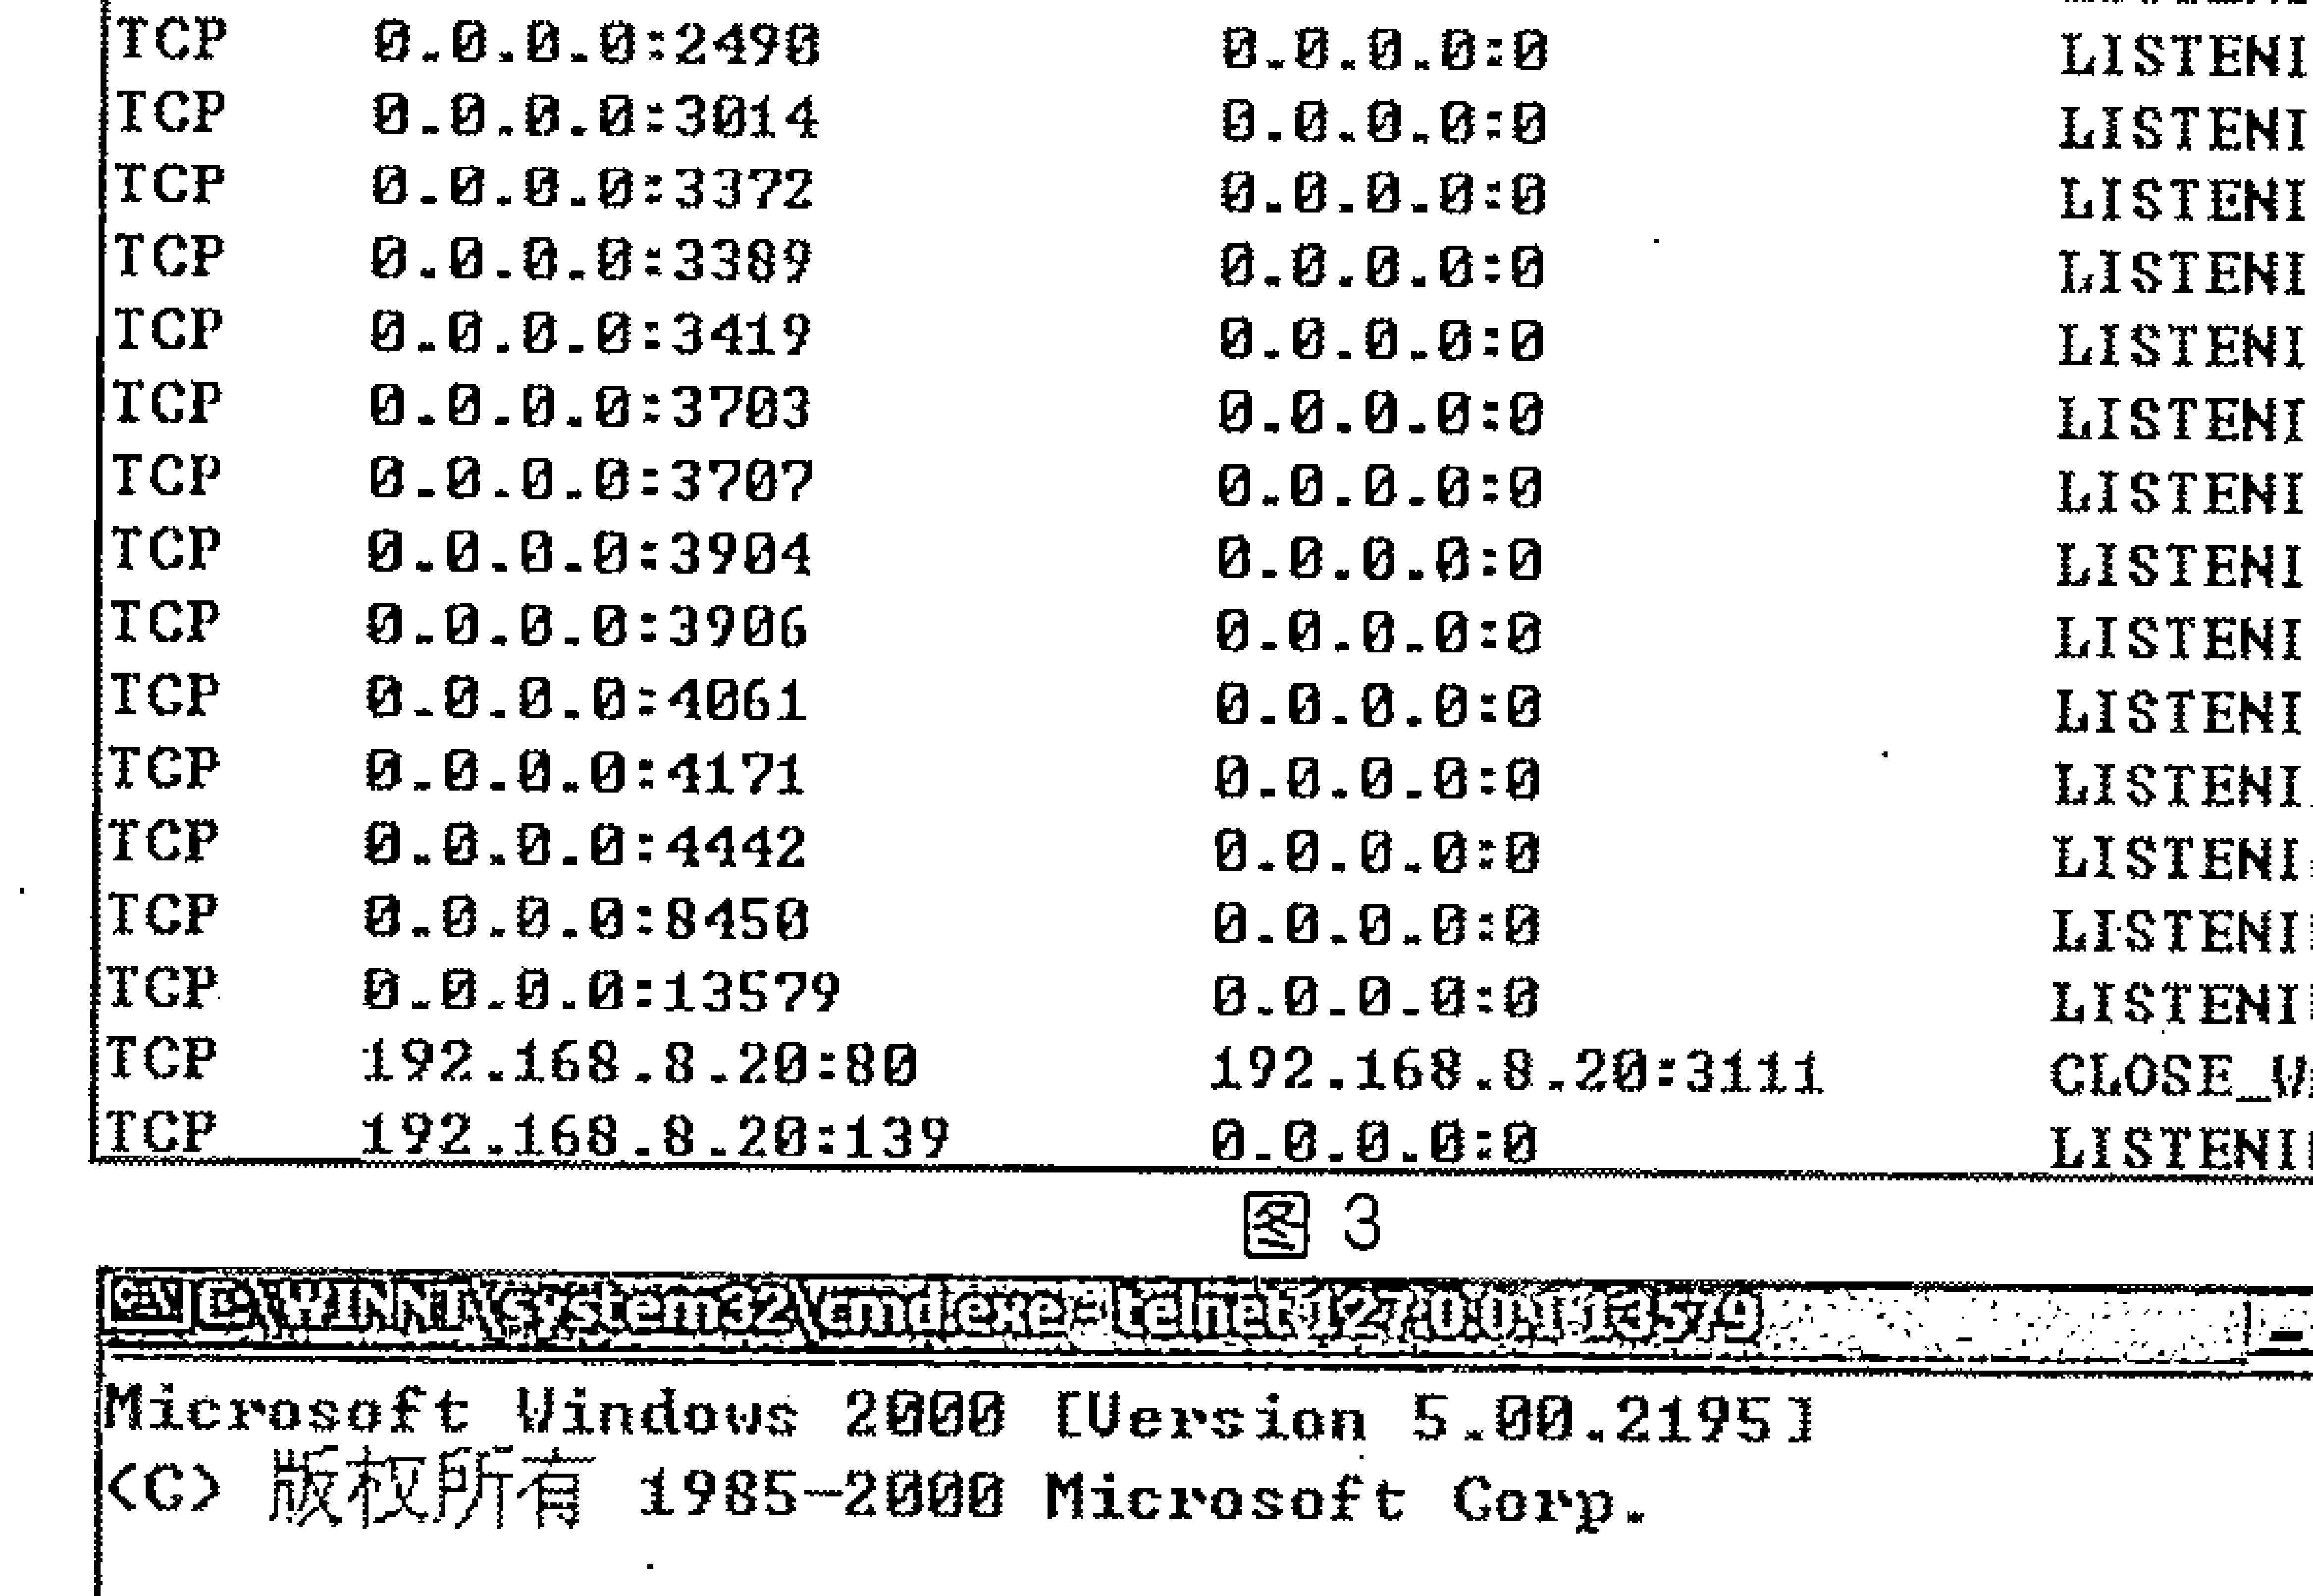 TCP 0.0.0.0:2490 0.0.0.0:0 LISTENI
TCP 0.0.0.0:3014 0.0.0.0:0 LISTENI
TCP 0.0.0.0:3372 0.0.0.0:0 LISTENI
TCP 0.0.0.0:3389 0.0.0.0:0 LISTENI
TCP 0.0.0.0:3419 0.0.0.0:0 LISTENI
TCP 0.0.0.0:3703 0.0.0.0:0 LISTENI
TCP 0.0.0.0:3707 0.0.0.0:0 LISTENI
TCP 0.0.0.0:3904 0.0.0.0:0 LISTENI
TCP 0.0.0.0:3906 0.0.0.0:0 LISTENI
TCP 0.0.0.0:4061 0.0.0.0:0 LISTENI
TCP 0.0.0.0:4171 0.0.0.0:0 LISTENI
TCP 0.0.0.0:4442 0.0.0.0:0 LISTENI
TCP 0.0.0.0:8450 0.0.0.0:0 LISTENI
TCP 0.0.0.0:13579 0.0.0.0:0 LISTENI
TCP 192.168.8.20:80 192.168.8.20:3111 CLOSE_W
TCP 192.168.8.20:139 0.0.0.0:0 LISTENI
图 3
C:\WINNT\system32\cmd.exe - telnet 127.0.0.1 13579
Microsoft Windows 2000 [Version 5.00.2195]
(C) 版权所有 1985-2000 Microsoft Corp.